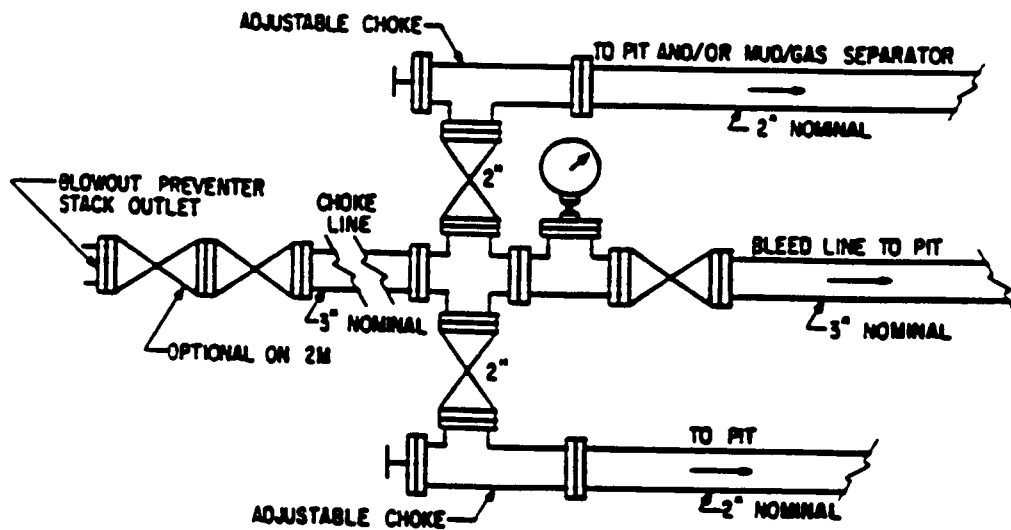 ADJUSTABLE CHOKE
TO PIT AND/OR MUD/GAS SEPARATOR
2" NOMINAL
2"
BLOWOUT PREVENTER
STACK OUTLET
CHOKE
LINE
BLEED LINE TO PIT
3" NOMINAL
3" NOMINAL
OPTIONAL ON 2M
2"
TO PIT
2" NOMINAL
ADJUSTABLE CHOKE